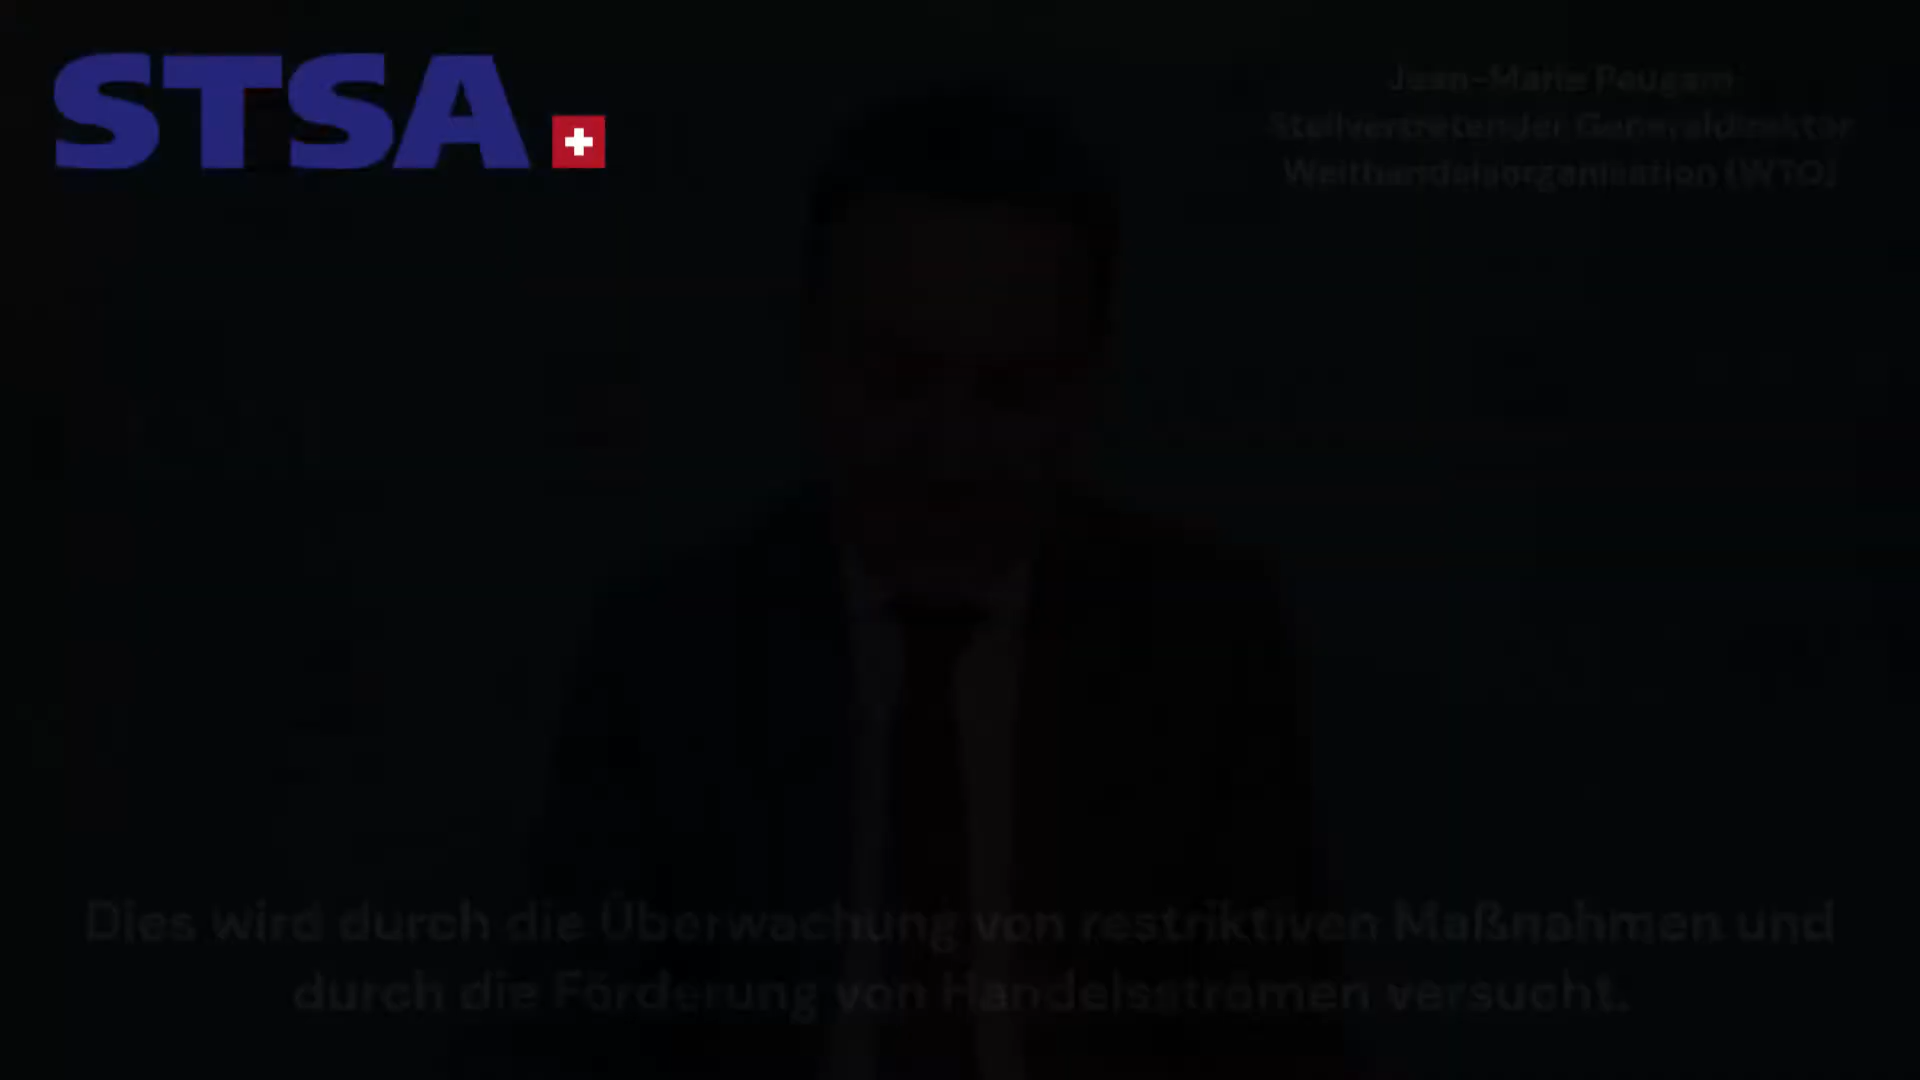 STSA
Jean-Marie Paugam
Stellvertretender Generaldirektor
Welthandelsorganisation (WTO)
Dies wird durch die Überwachung von restriktiven Maßnahmen und
durch die Förderung von Handelsströmen versucht.